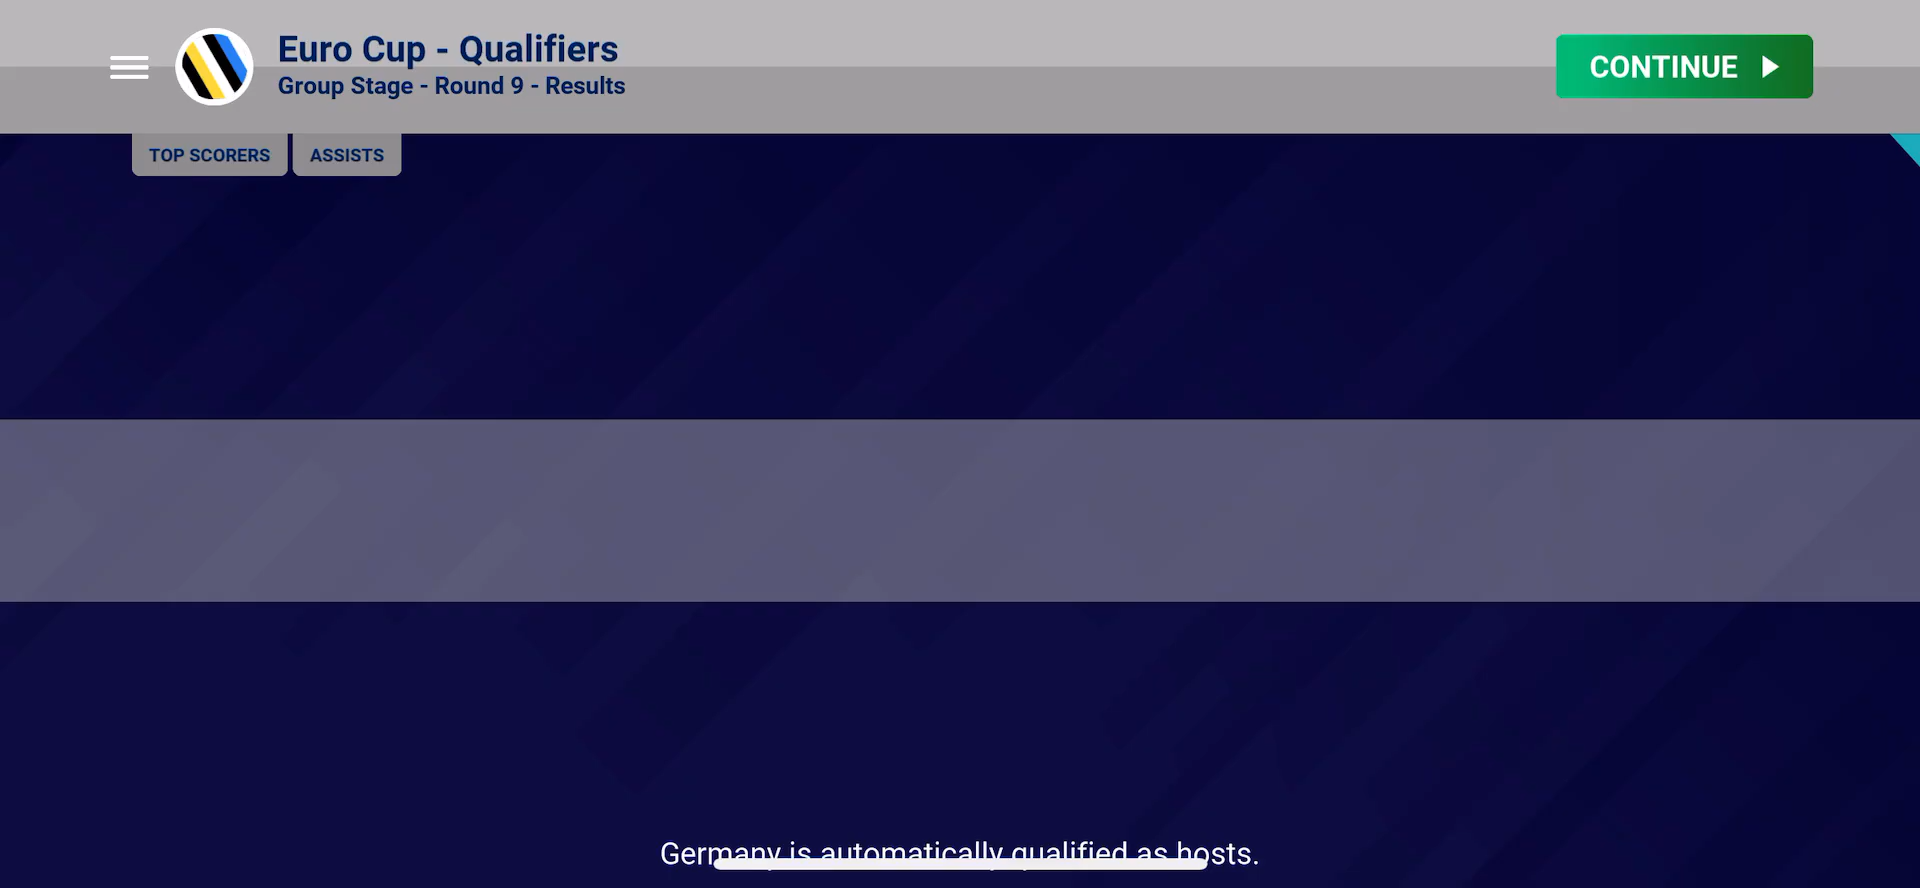 Euro Cup - Qualifiers
Group Stage - Round 9 - Results
CONTINUE
TOP SCORERS
ASSISTS
Germany is automatically qualified as hosts.